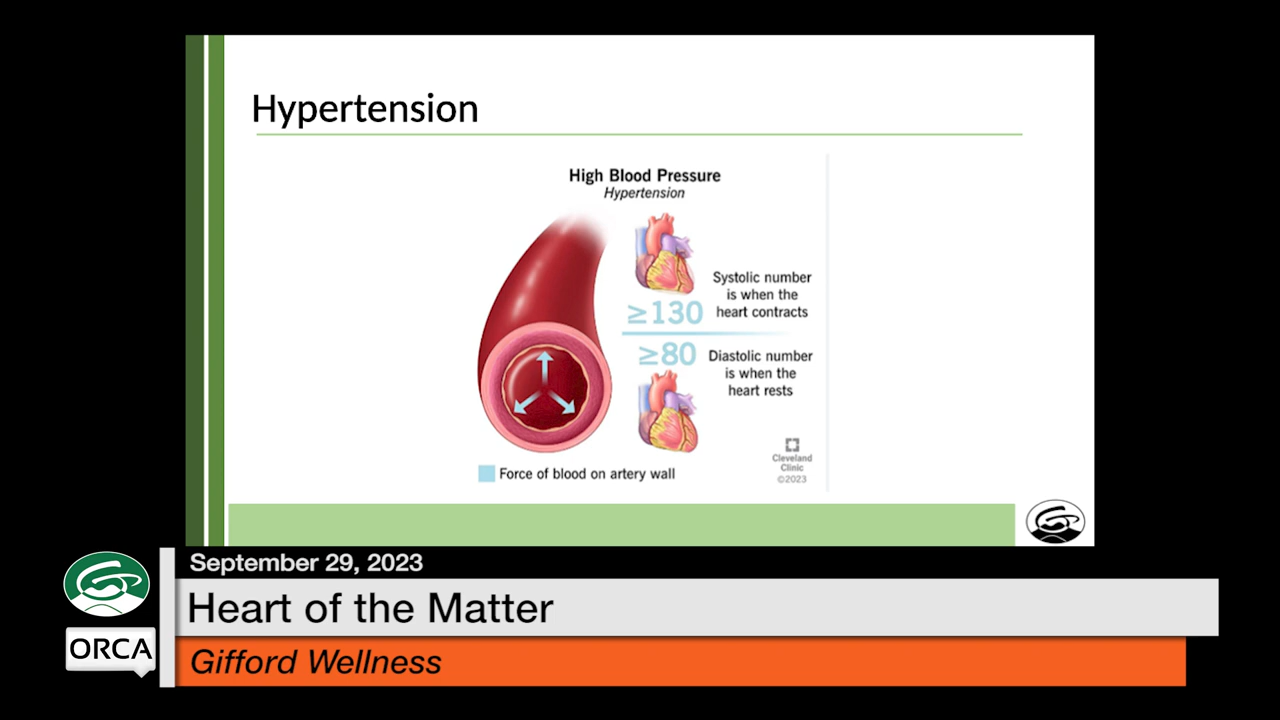 Hypertension
High Blood Pressure
Hypertension
Systolic number
is when the
heart contracts
≥130
≥80
Diastolic number
is when the
heart rests
Cleveland
Clinic
©2023
Force of blood on artery wall
September 29, 2023
Heart of the Matter
ORCA
Gifford Wellness